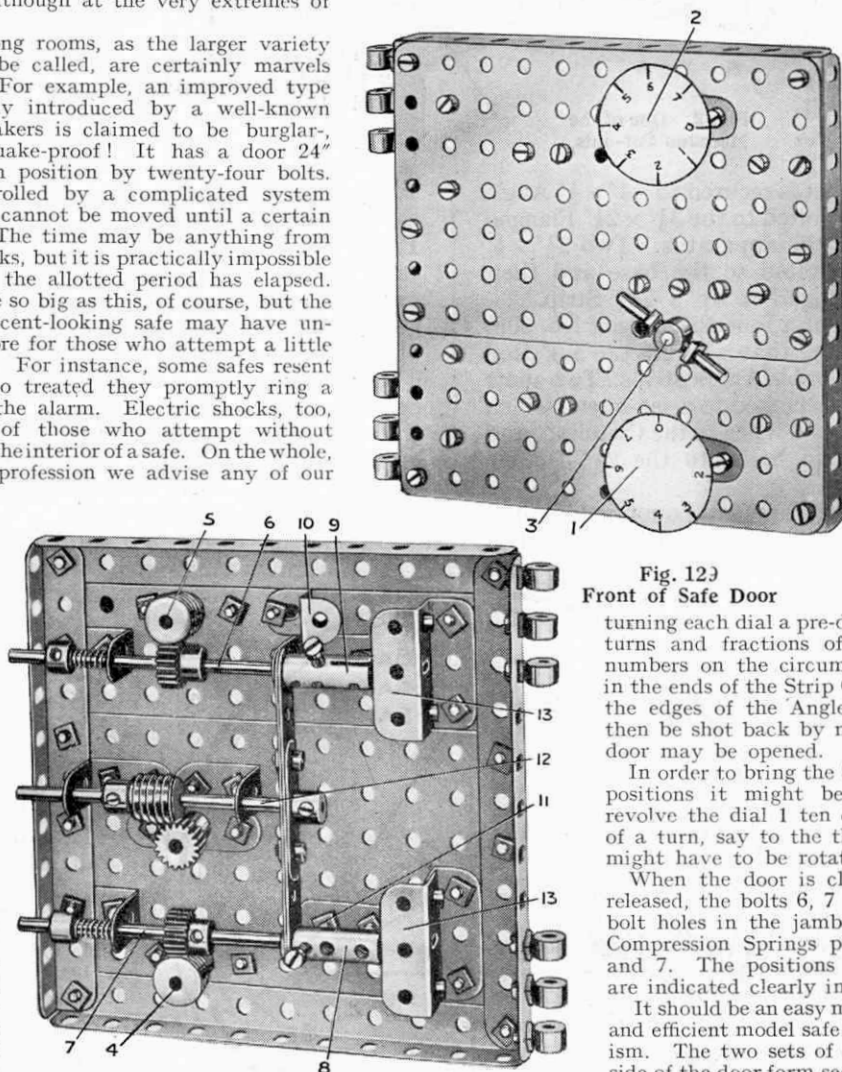 although at the very extremes of
ng rooms, as the larger variety
be called, are certainly marvels
For example, an improved type
y introduced by a well-known
akers is claimed to be burglar-,
uake-proof! It has a door 24"
n position by twenty-four bolts.
rolled by a complicated system
cannot be moved until a certain
The time may be anything from
ks, but it is practically impossible
the allotted period has elapsed.
e so big as this, of course, but the
cent-looking safe may have un-
ore for those who attempt a little
For instance, some safes resent
o treated they promptly ring a
the alarm. Electric shocks, too,
of those who attempt without
the interior of a safe. On the whole,
profession we advise any of our
2
3
1
5
6
10
9
13
12
11
13
7
4
8
Fig. 129
Front of Safe Door
turning each dial a pre-d
turns and fractions of
numbers on the circum
in the ends of the Strip
the edges of the Angle
then be shot back by r
door may be opened.
In order to bring the
positions it might be
revolve the dial 1 ten
of a turn, say to the t
might have to be rotat
When the door is cl
released, the bolts 6, 7
bolt holes in the jamb
Compression Springs p
and 7. The positions
are indicated clearly in
It should be an easy m
and efficient model safe
ism. The two sets of
side of the door form se